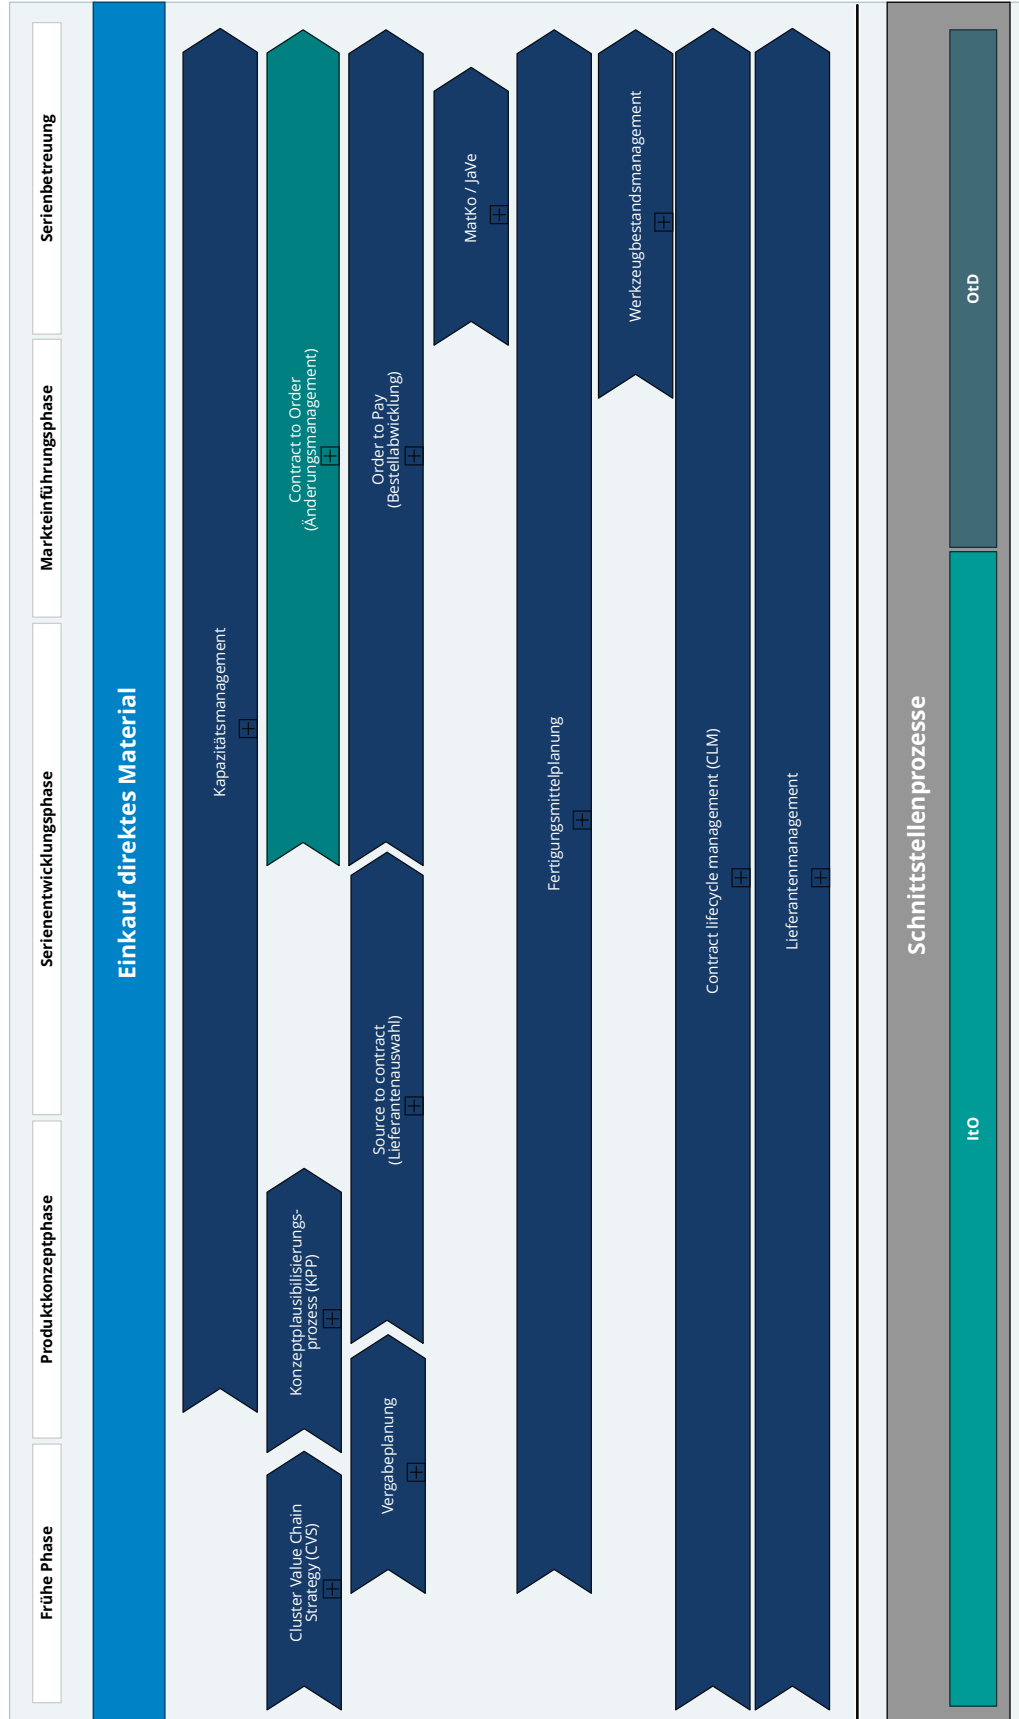 Frühe Phase
Produktkonzeptphase
Serienentwicklungsphase
Markteinführungsphase
Serienbetreuung
Einkauf direktes Material
Kapazitätsmanagement
Cluster Value Chain
Strategy (CVS)
Konzeptplausibilisierungs-
prozess (KPP)
Contract to Order
(Änderungsmanagement)
Vergabeplanung
Source to contract
(Lieferantenauswahl)
Order to Pay
(Bestellabwicklung)
MatKo / JaVe
Fertigungsmittelplanung
Werkzeugbestandsmanagement
Contract lifecycle management (CLM)
Lieferantenmanagement
Schnittstellenprozesse
ItO
OtD